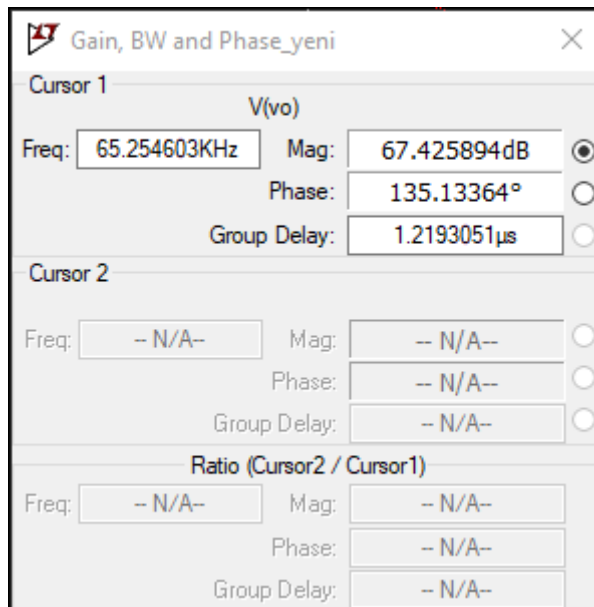 Gain, BW and Phase_yeni
Cursor 1
V(vo)
Freq: 65.254603KHz Mag: 67.425894dB
Phase: 135.13364°
Group Delay: 1.2193051µs
Cursor 2
Freq: -- N/A-- Mag: -- N/A--
Phase: -- N/A--
Group Delay: -- N/A--
Ratio (Cursor2 / Cursor1)
Freq: -- N/A-- Mag: -- N/A--
Phase: -- N/A--
Group Delay: -- N/A--